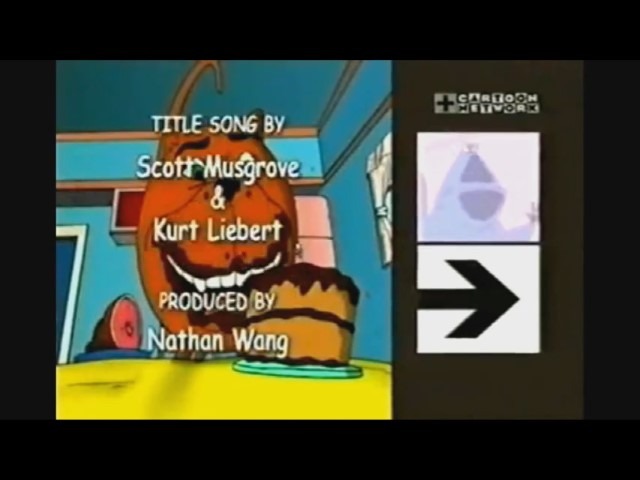 TITLE SONG BY
Scott Musgrove
&
Kurt Liebert
PRODUCED BY
Nathan Wang
CARTOON
NETWORK